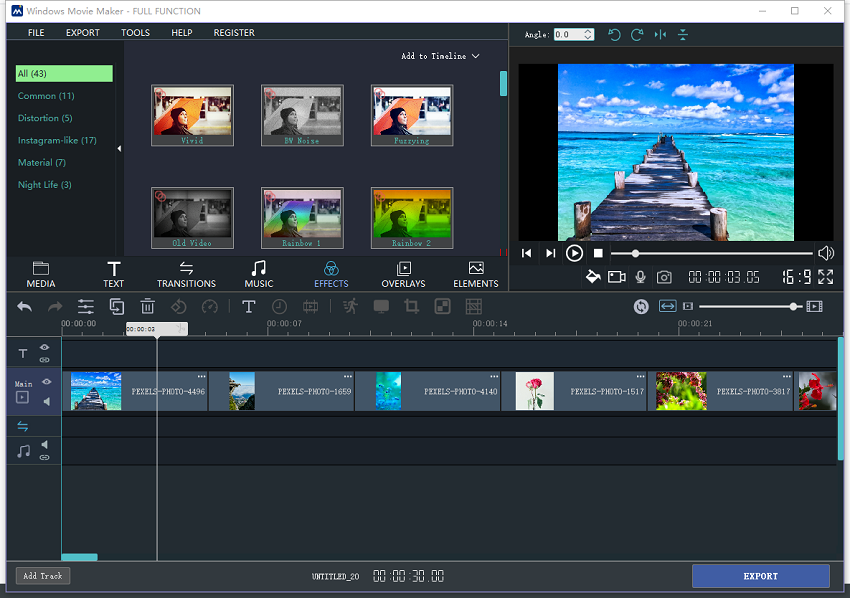 Windows Movie Maker - FULL FUNCTION
FILE EXPORT TOOLS HELP REGISTER
Angle: 0.0
Add to Timeline
All (43)
Common (11)
Distortion (5)
Instagram-like (17)
Material (7)
Night Life (3)
Vivid BW Noise Fuzzying
Old Video Rainbow 1 Rainbow 2
MEDIA TEXT TRANSITIONS MUSIC EFFECTS OVERLAYS ELEMENTS
00:00:03.05 16:9
00:00:00 00:00:03 00:00:07 00:00:14 00:00:21
T
Main
PEXELS-PHOTO-4496 PEXELS-PHOTO-1659 PEXELS-PHOTO-4140 PEXELS-PHOTO-1517 PEXELS-PHOTO-3817
Add Track UNTITLED_20 00:00:30.00 EXPORT